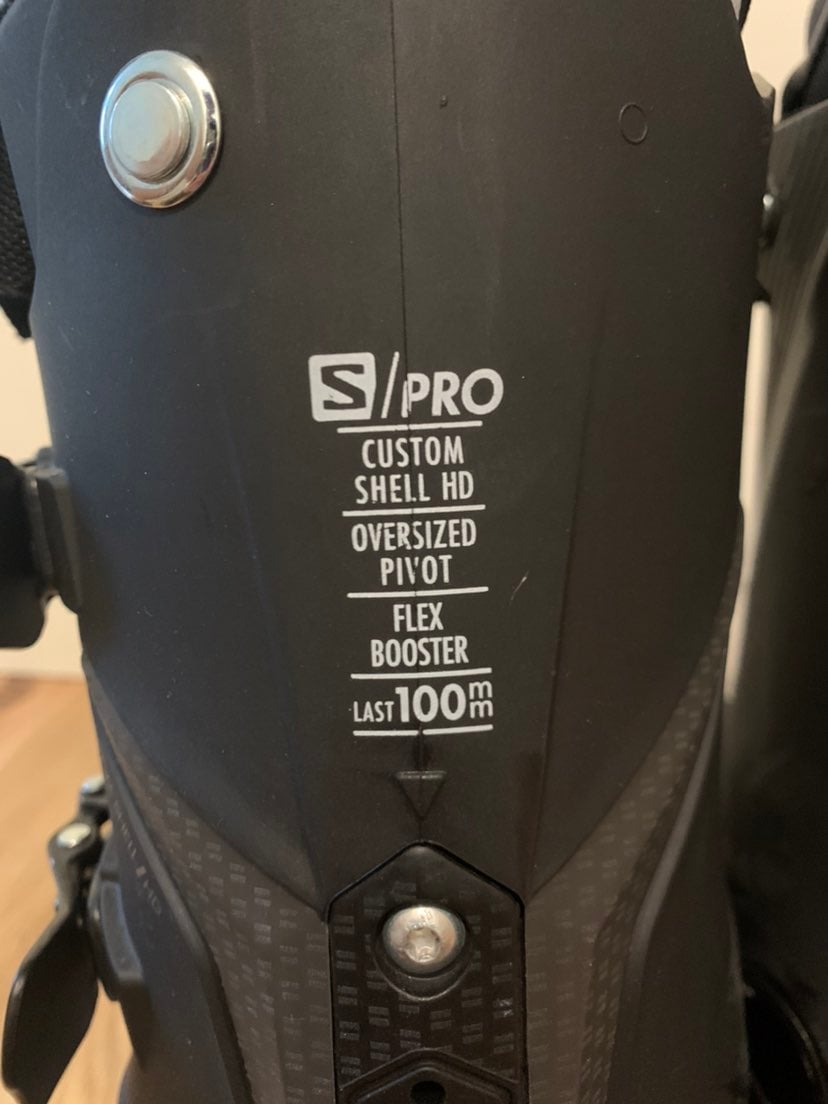 S/PRO
CUSTOM
SHELL HD
OVERSIZED
PIVOT
FLEX
BOOSTER
LAST 100mm